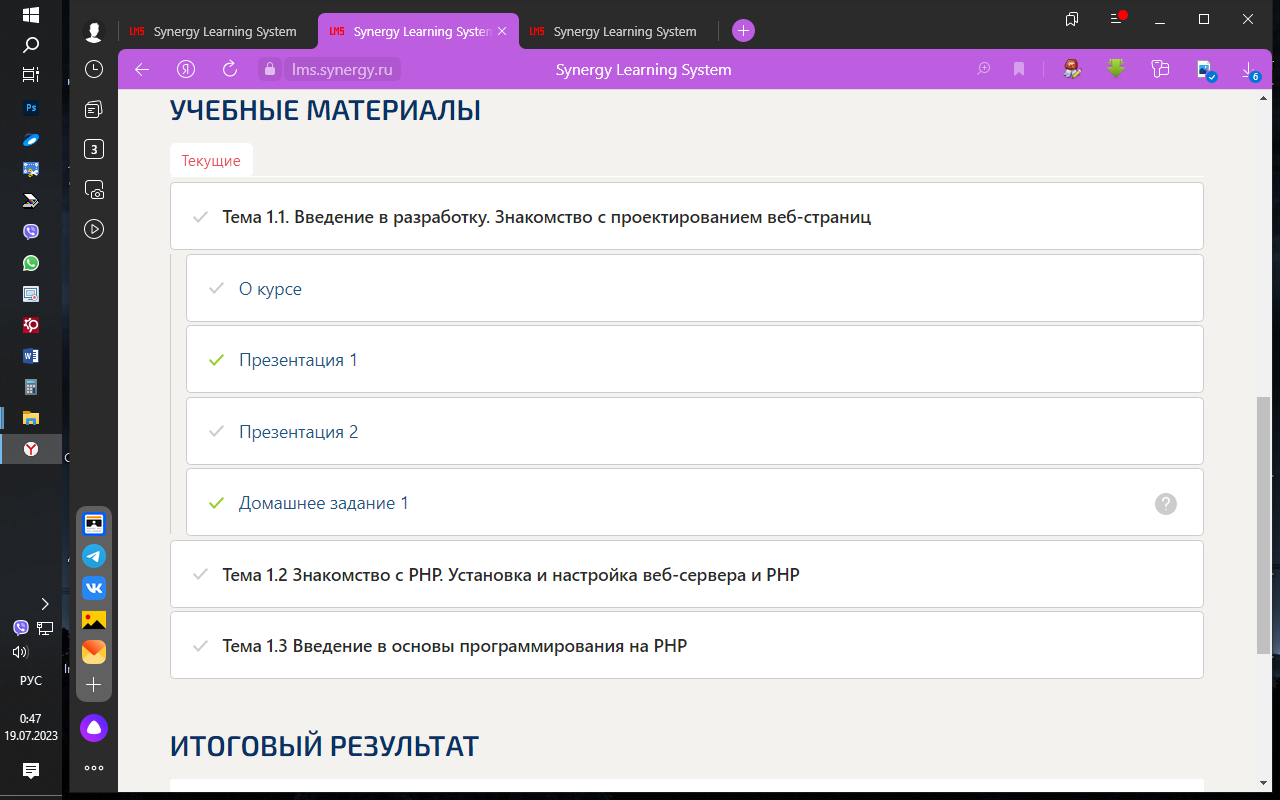 LMS Synergy Learning System
LMS Synergy Learning System
LMS Synergy Learning System
lms.synergy.ru
Synergy Learning System
6
Ps
3
УЧЕБНЫЕ МАТЕРИАЛЫ
Текущие
Тема 1.1. Введение в разработку. Знакомство с проектированием веб-страниц
О курсе
Презентация 1
Презентация 2
Домашнее задание 1
?
Тема 1.2 Знакомство с PHP. Установка и настройка веб-сервера и PHP
Тема 1.3 Введение в основы программирования на PHP
ИТОГОВЫЙ РЕЗУЛЬТАТ
РУС
0:47
19.07.2023